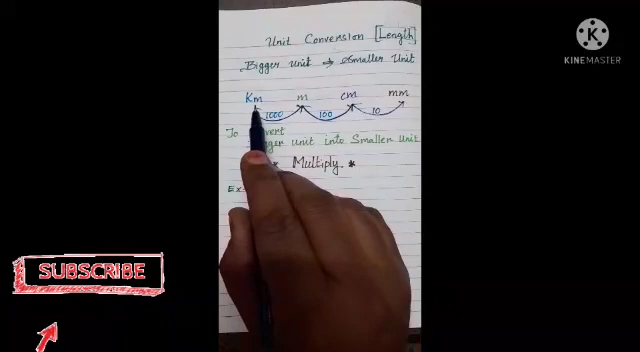 Unit Conversion [Length]
Bigger Unit → Smaller Unit
Km m cm mm
1000 100 10
To
unit into Smaller Unit
* Multiply. *
Ex
K
KINEMASTER
SUBSCRIBE